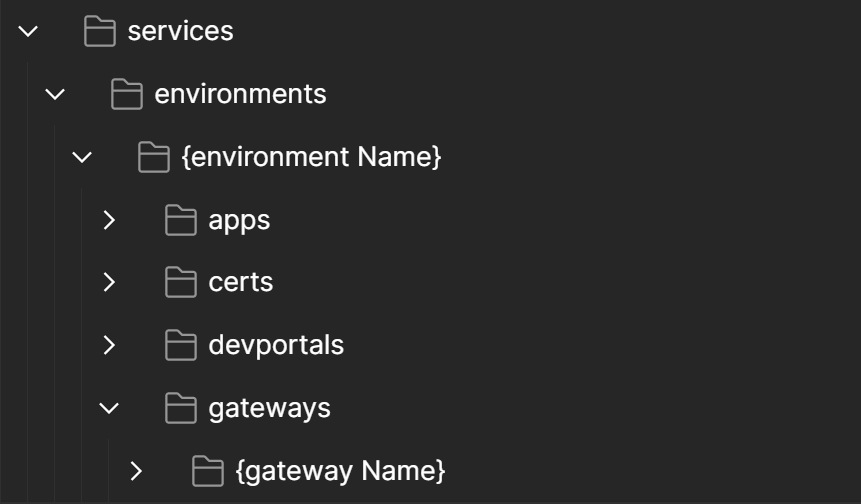 services
environments
{environment Name}
apps
certs
devportals
gateways
{gateway Name}